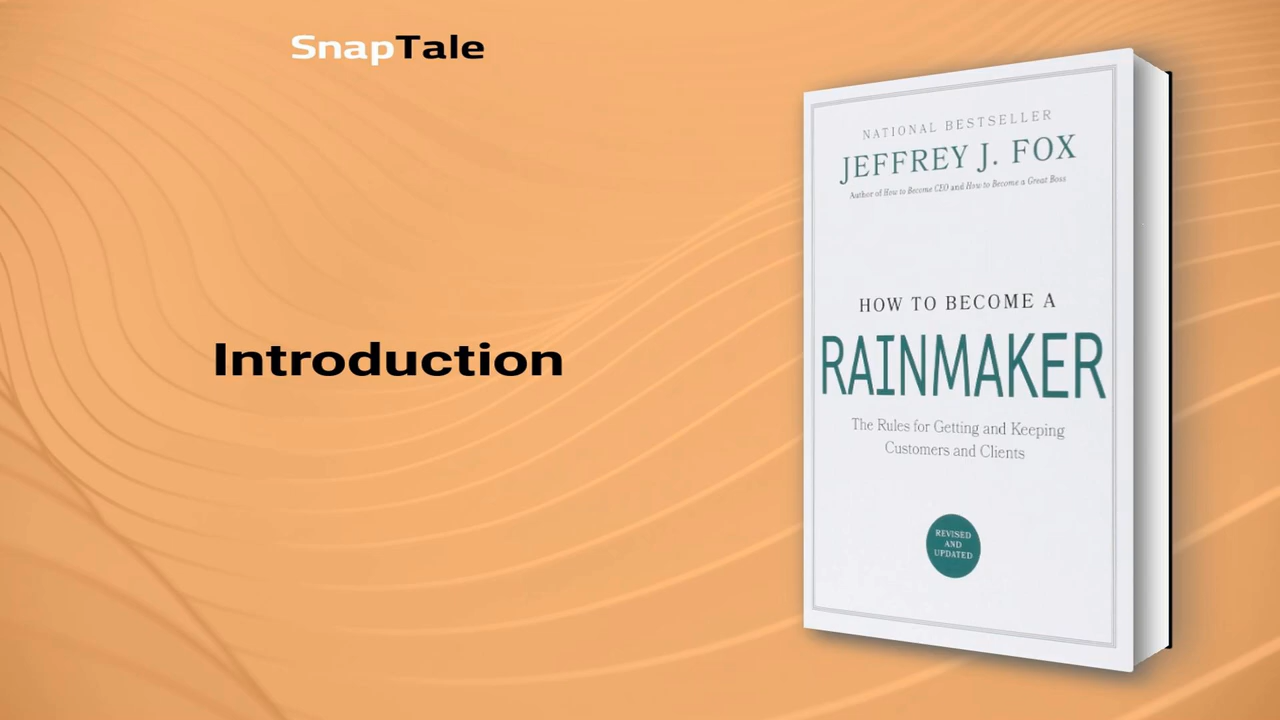 SnapTale
Introduction
NATIONAL BESTSELLER
JEFFREY J. FOX
Author of How to Become CEO and How to Become a Great Boss
HOW TO BECOME A
RAINMAKER
The Rules for Getting and Keeping
Customers and Clients
REVISED
AND
UPDATED